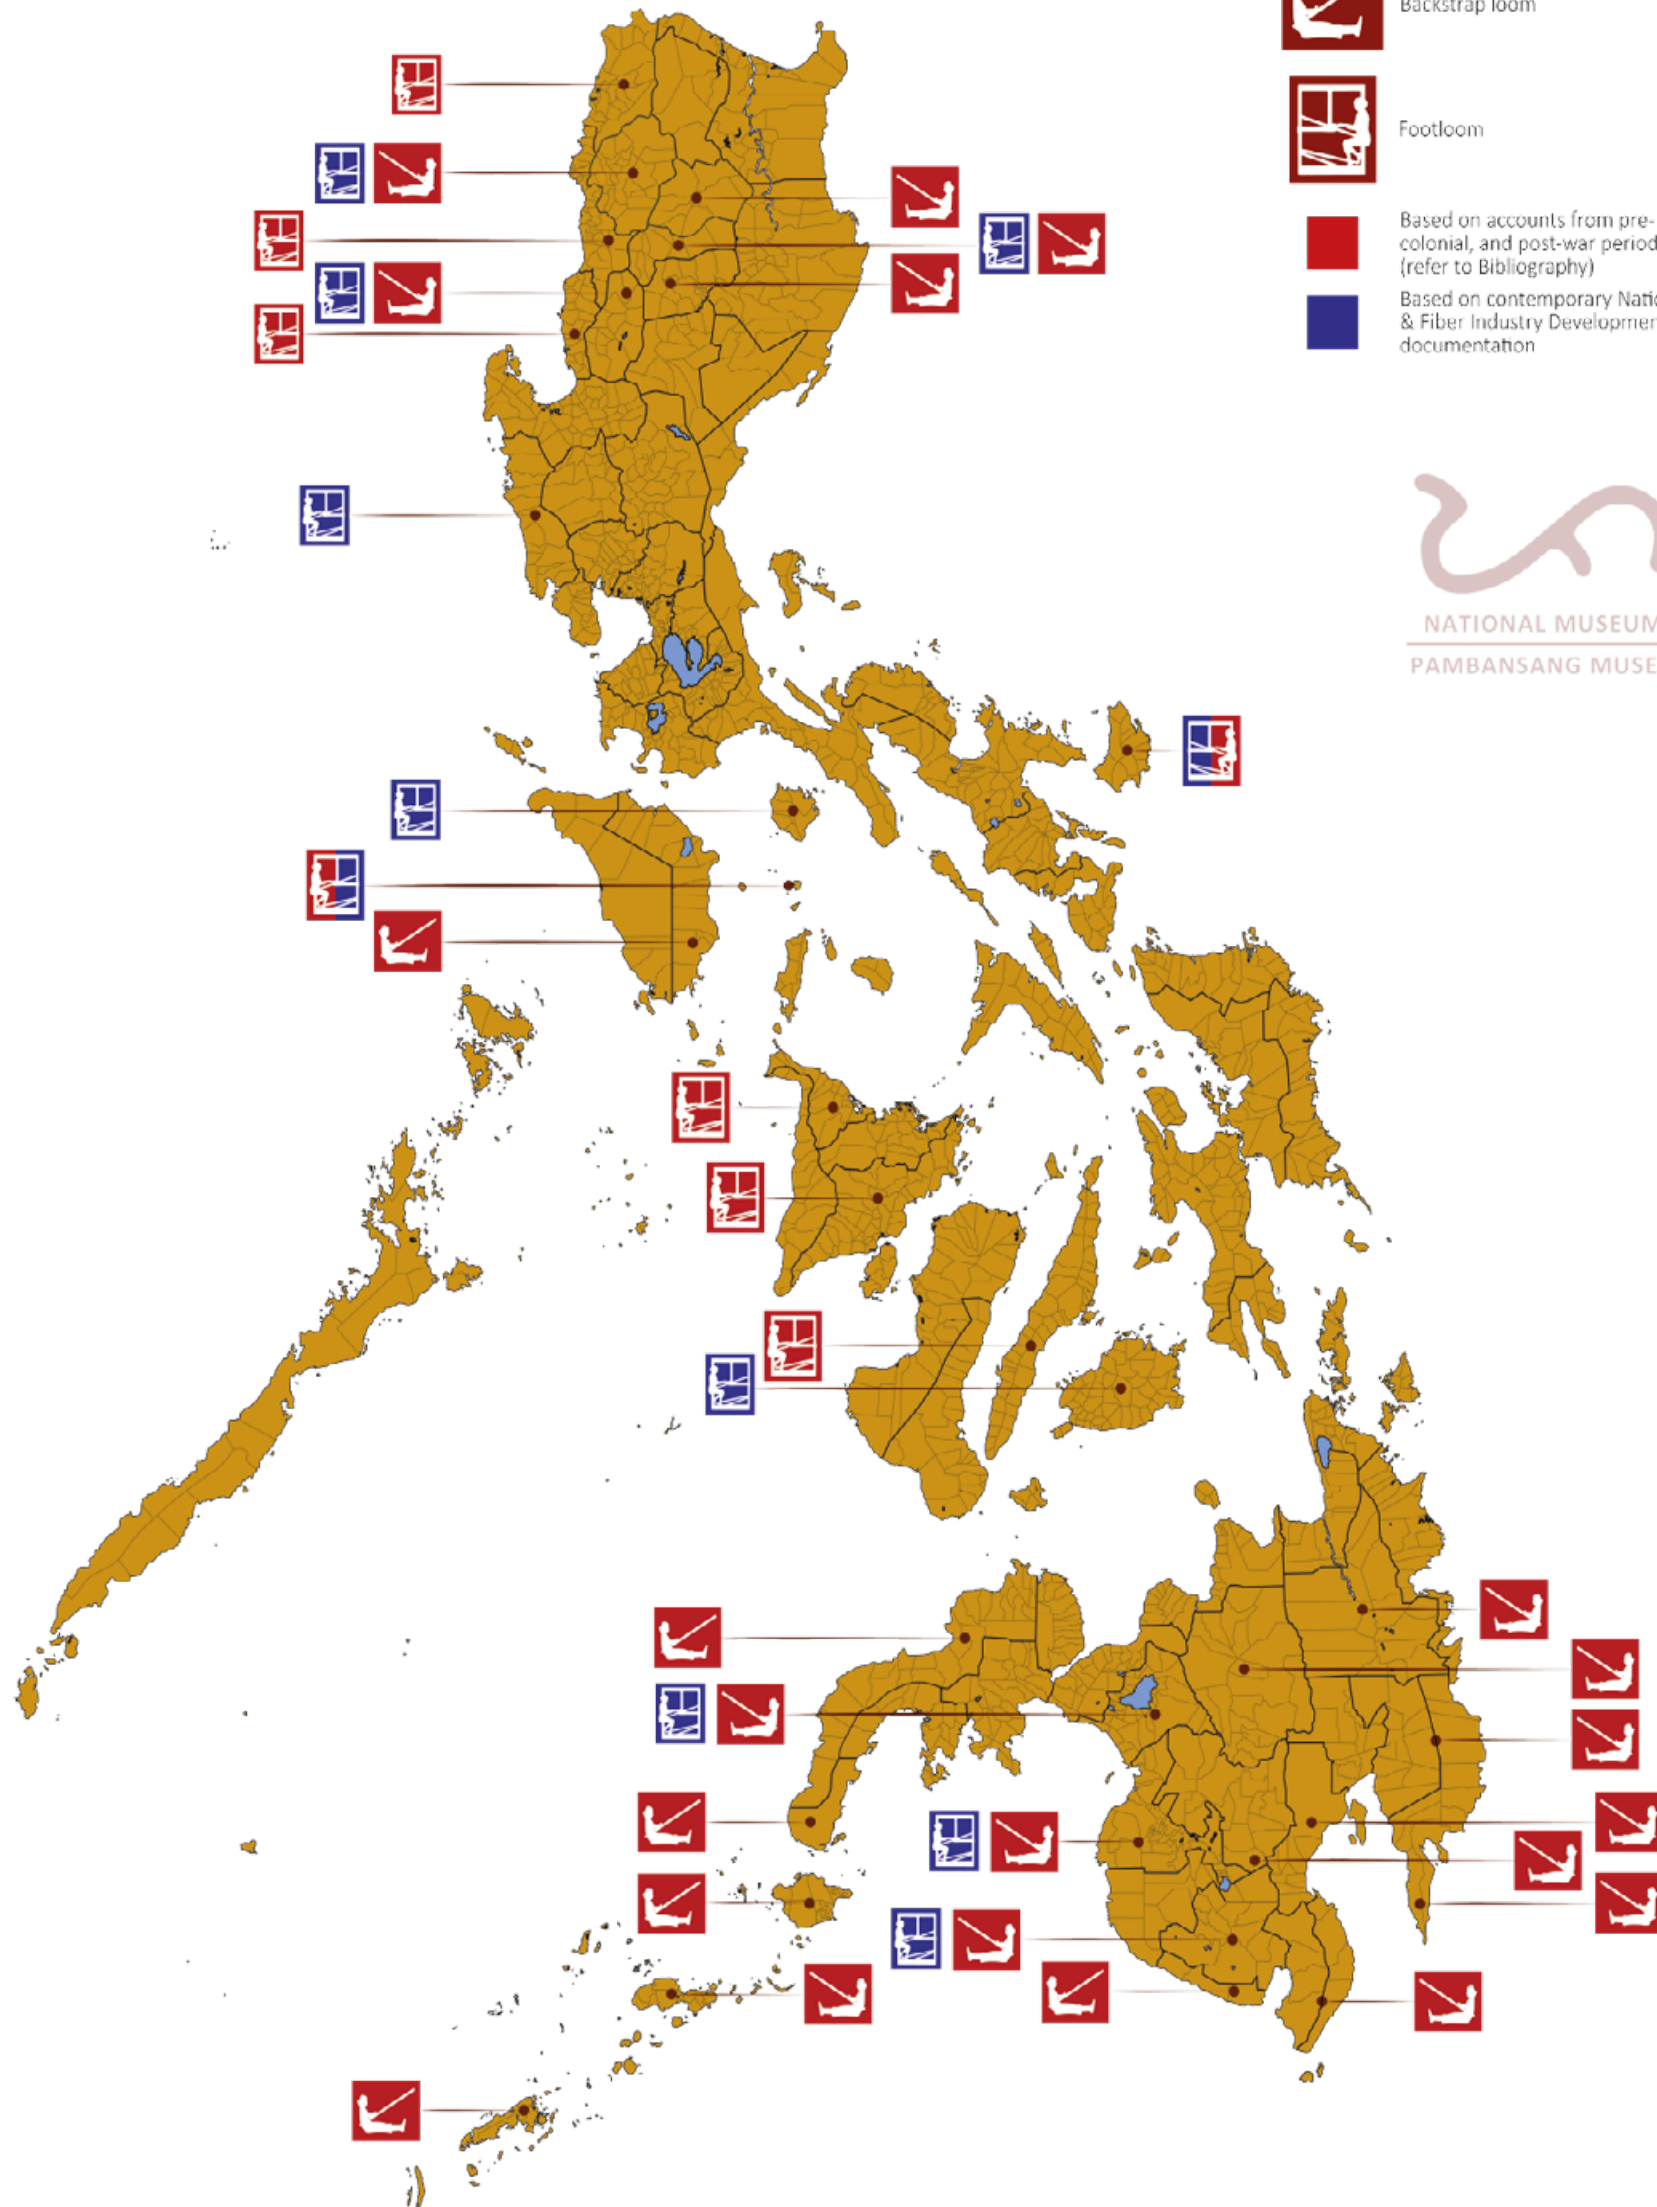 Backstrap loom
Footloom
Based on accounts from pre-
colonial, and post-war period
(refer to Bibliography)
Based on contemporary Natio
& Fiber Industry Developmen
documentation
NATIONAL MUSEUM
PAMBANSANG MUSE